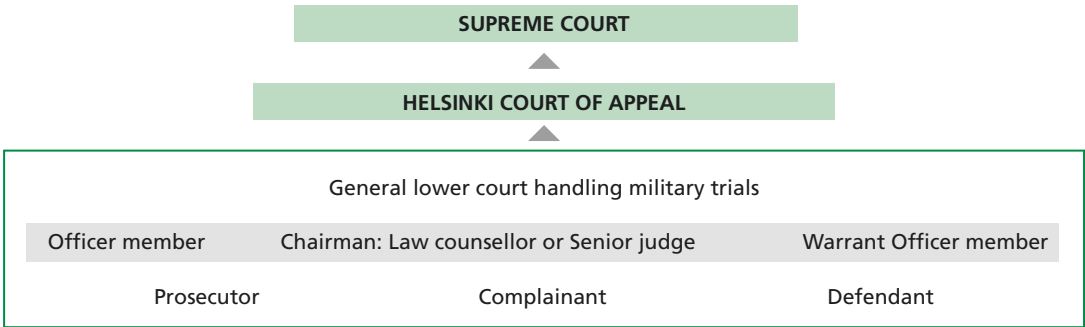 SUPREME COURT
HELSINKI COURT OF APPEAL
General lower court handling military trials
Officer member Chairman: Law counsellor or Senior judge Warrant Officer member
Prosecutor Complainant Defendant